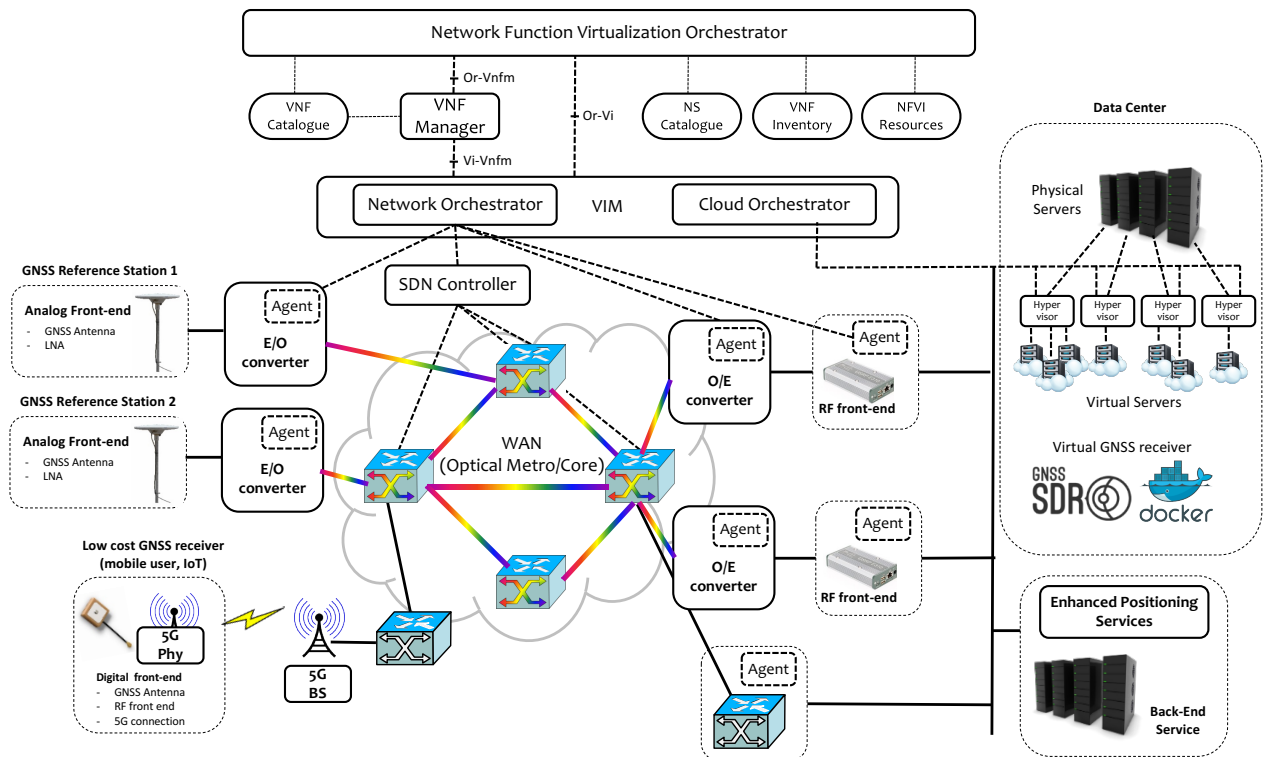 Network Function Virtualization Orchestrator
Or-Vnfm
VNF
Catalogue
VNF
Manager
Or-Vi
NS
Catalogue
VNF
Inventory
NFVI
Resources
Vi-Vnfm
Network Orchestrator
VIM
Cloud Orchestrator
SDN Controller
Data Center
Physical
Servers
Hyper
visor
Hyper
visor
Hyper
visor
Hyper
visor
Virtual Servers
Virtual GNSS receiver
GNSS
SDR
docker
GNSS Reference Station 1
Analog Front-end
- GNSS Antenna
- LNA
Agent
E/O
converter
GNSS Reference Station 2
Analog Front-end
- GNSS Antenna
- LNA
Agent
E/O
converter
WAN
(Optical Metro/Core)
Agent
O/E
converter
Agent
RF front-end
Agent
O/E
converter
Agent
RF front-end
Low cost GNSS receiver
(mobile user, IoT)
5G
Phy
Digital front-end
- GNSS Antenna
- RF front end
- 5G connection
5G
BS
Agent
Enhanced Positioning
Services
Back-End
Service